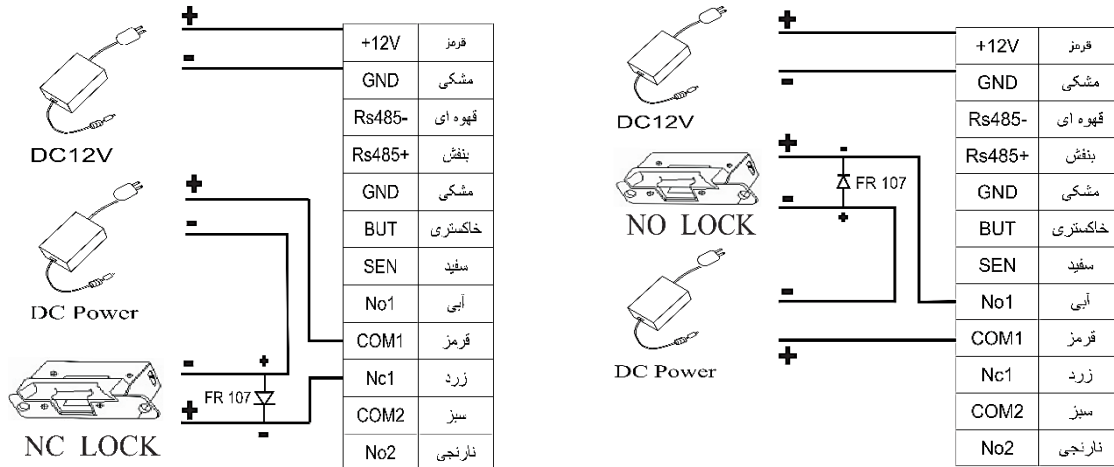 +
+12V قرمز
-
GND مشکی
Rs485- قهوه ای
DC12V
Rs485+ بنفش
+
GND مشکی
-
BUT خاکستری
SEN سفید
DC Power
No1 آبی
COM1 قرمز
- +
Nc1 زرد
FR 107
+
COM2 سبز
-
NC LOCK
No2 نارنجی
+
+12V قرمز
-
GND مشکی
Rs485- قهوه ای
DC12V
+ -
Rs485+ بنفش
FR 107
GND مشکی
-
+
NO LOCK
BUT خاکستری
SEN سفید
-
No1 آبی
COM1 قرمز
+
DC Power
Nc1 زرد
COM2 سبز
No2 نارنجی